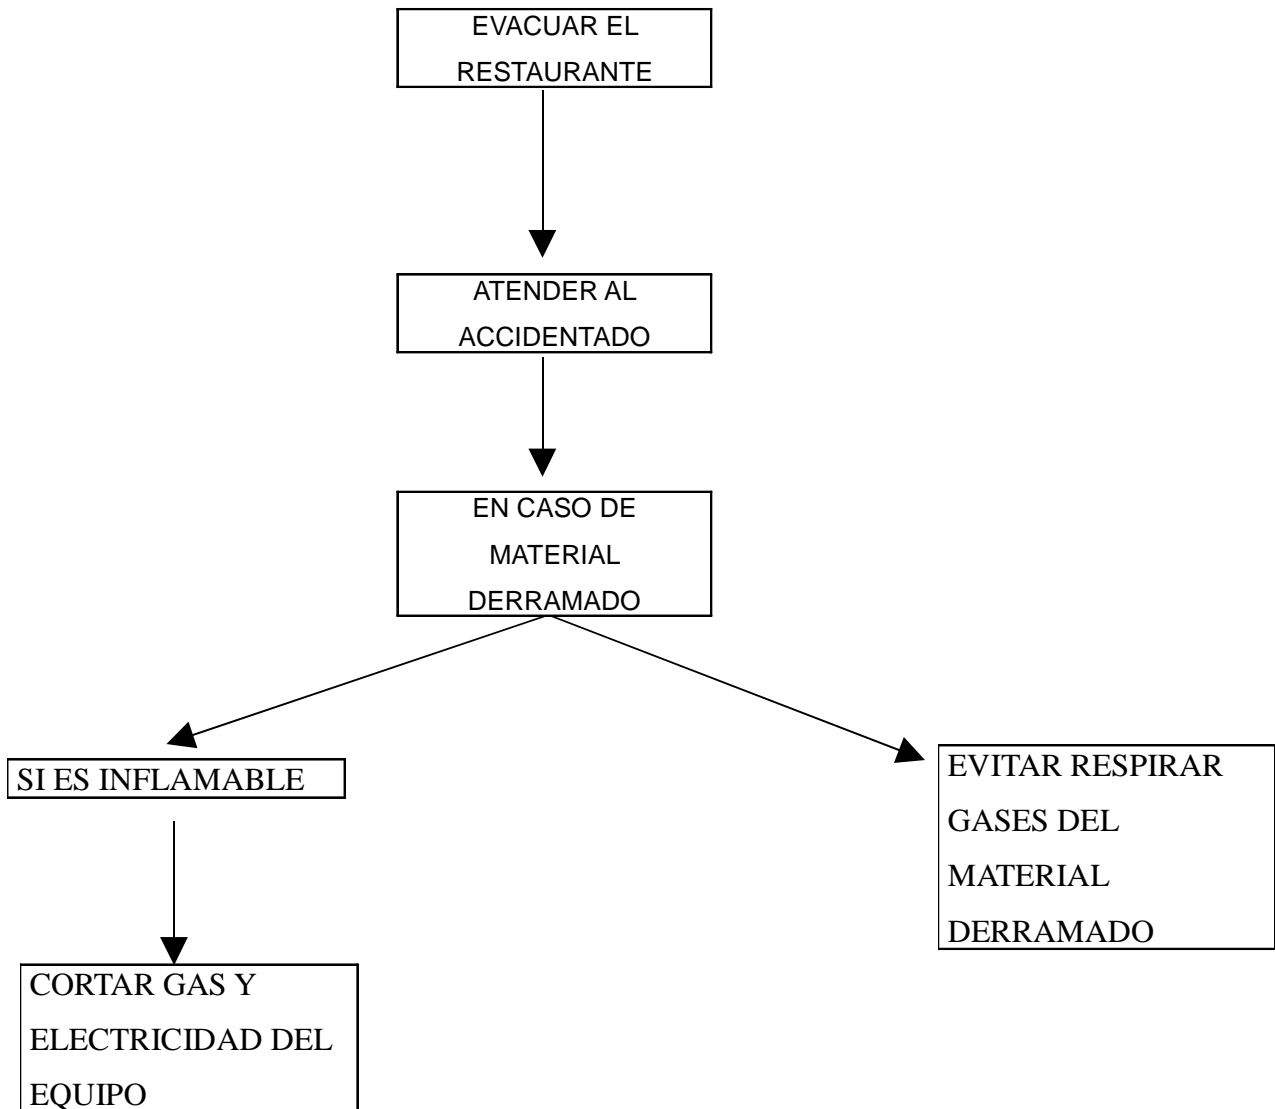 EVACUAR EL
RESTAURANTE
ATENDER AL
ACCIDENTADO
EN CASO DE
MATERIAL
DERRAMADO
SI ES INFLAMABLE
EVITAR RESPIRAR
GASES DEL
MATERIAL
DERRAMADO
CORTAR GAS Y
ELECTRICIDAD DEL
EQUIPO